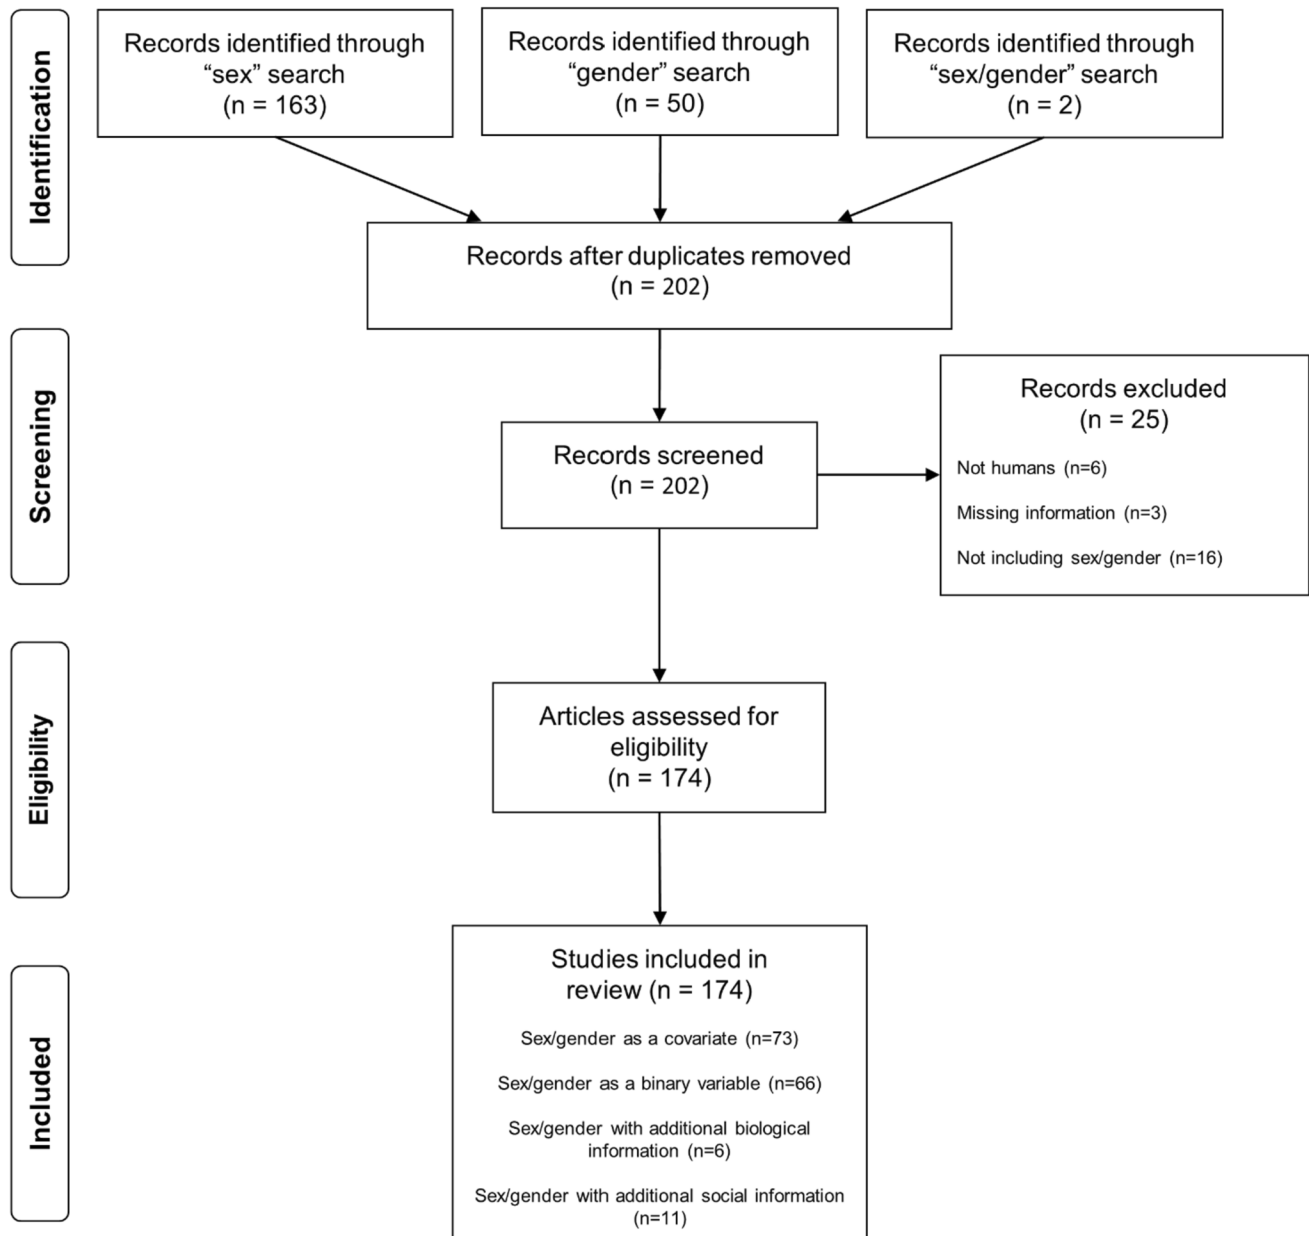 Identification
Records identified through
“sex” search
(n = 163)
Records identified through
“gender” search
(n = 50)
Records identified through
“sex/gender” search
(n = 2)
Records after duplicates removed
(n = 202)
Screening
Records screened
(n = 202)
Records excluded
(n = 25)
Not humans (n=6)
Missing information (n=3)
Not including sex/gender (n=16)
Eligibility
Articles assessed for
eligibility
(n = 174)
Included
Studies included in
review (n = 174)
Sex/gender as a covariate (n=73)
Sex/gender as a binary variable (n=66)
Sex/gender with additional biological
information (n=6)
Sex/gender with additional social information
(n=11)